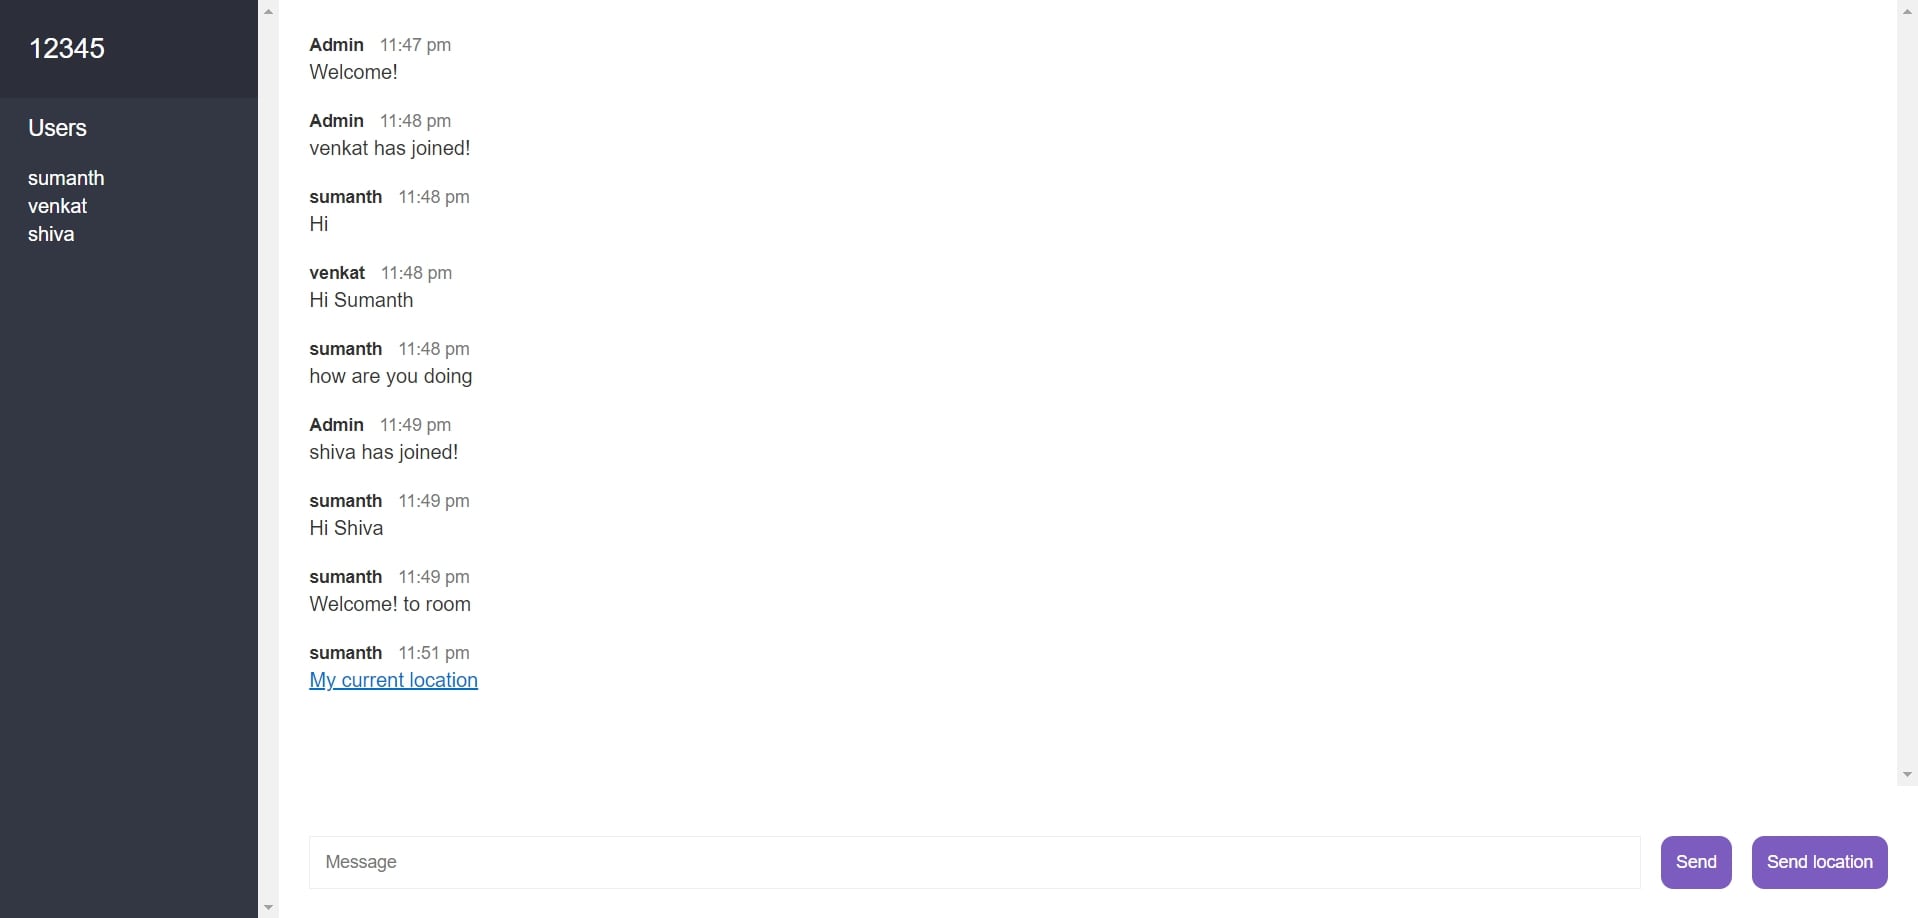 12345
Users
sumanth
venkat
shiva
Admin 11:47 pm
Welcome!
Admin 11:48 pm
venkat has joined!
sumanth 11:48 pm
Hi
venkat 11:48 pm
Hi Sumanth
sumanth 11:48 pm
how are you doing
Admin 11:49 pm
shiva has joined!
sumanth 11:49 pm
Hi Shiva
sumanth 11:49 pm
Welcome! to room
sumanth 11:51 pm
My current location
Message
Send
Send location